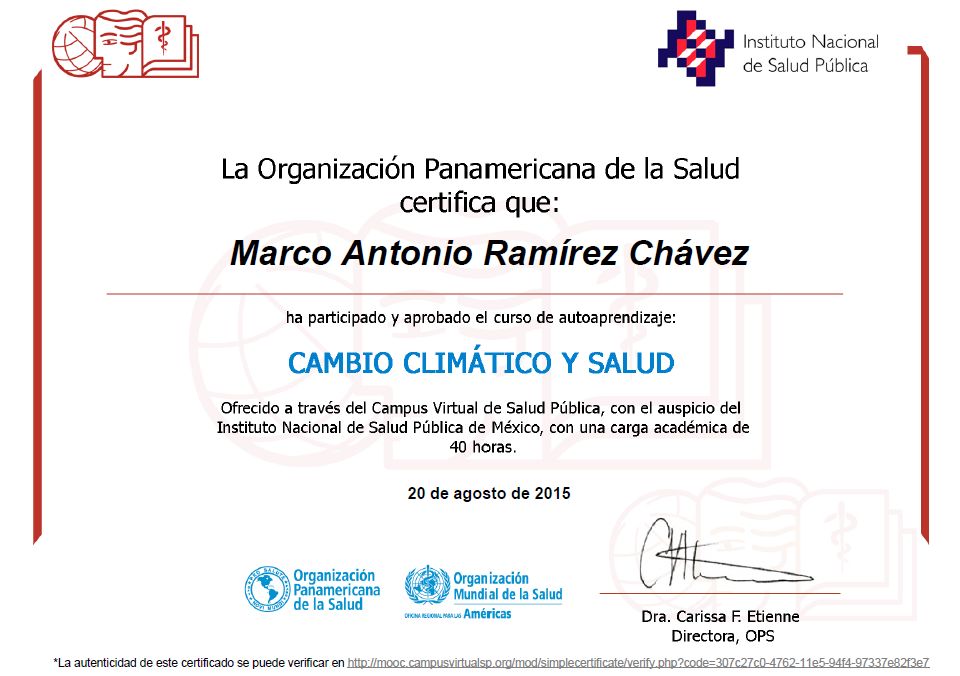 Instituto Nacional
de Salud Pública
La Organización Panamericana de la Salud
certifica que:
Marco Antonio Ramírez Chávez
ha participado y aprobado el curso de autoaprendizaje:
CAMBIO CLIMÁTICO Y SALUD
Ofrecido a través del Campus Virtual de Salud Pública, con el auspicio del
Instituto Nacional de Salud Pública de México, con una carga académica de
40 horas.
20 de agosto de 2015
Organización
Panamericana
de la Salud
Organización
Mundial de la Salud
OFICINA REGIONAL PARA LAS Américas
Dra. Carissa F. Etienne
Directora, OPS
*La autenticidad de este certificado se puede verificar en http://mooc.campusvirtualsp.org/mod/simplecertificate/verify.php?code=307c27c0-4762-11e5-94f4-97337e82f3e7